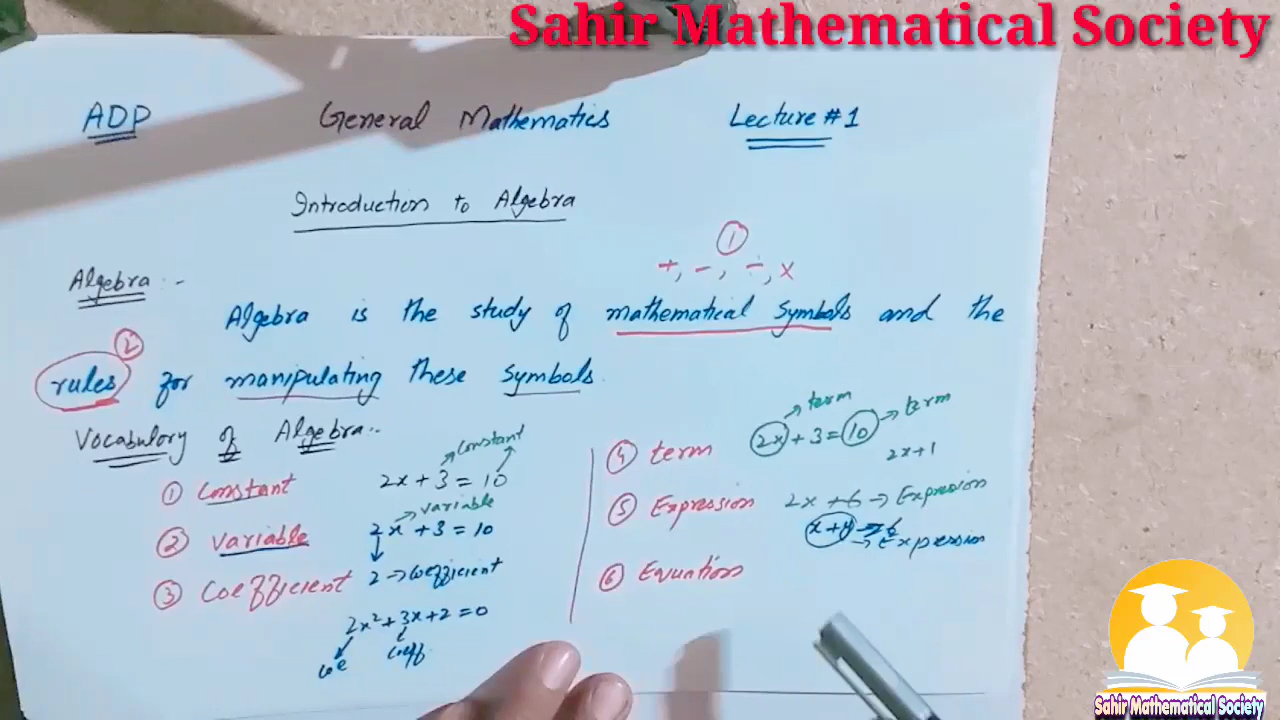 Sahir Mathematical Society
ADP General Mathematics Lecture #1
Introduction to Algebra
①
+, -, ÷, x
Algebra :-
Algebra is the study of mathematical symbols and the
②
rules for manipulating these symbols.
Vocabulory of Algebra:-
① Constant
2x + 3 = 10 → constant
② variable
2x + 3 = 10 → variable
③ Coefficient
2 → coefficient
2x² + 3x + 2 = 0
coe coeff
④ term
2x + 3 = 10 → term → term
2x+1
⑤ Expression
2x + 6 → Expression
→ Expression
⑥ Equation
Sahir Mathematical Society